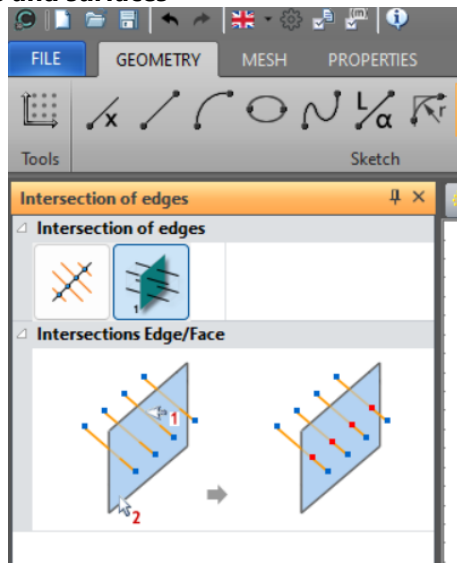 and surfaces
FILE GEOMETRY MESH PROPERTIES
x L α r
Tools Sketch
Intersection of edges
Intersection of edges
1
Intersections Edge/Face
1
2